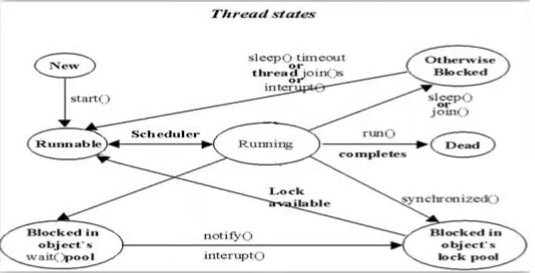 Thread states
New
start()
sleep() timeout
or
thread join()s
or
interupt()
Otherwise
Blocked
sleep()
or
join()
Runnable
Scheduler
Running
run()
completes
Dead
Lock
available
synchronized()
Blocked in
object`s
wait()pool
notify()
interupt()
Blocked in
object`s
lock pool